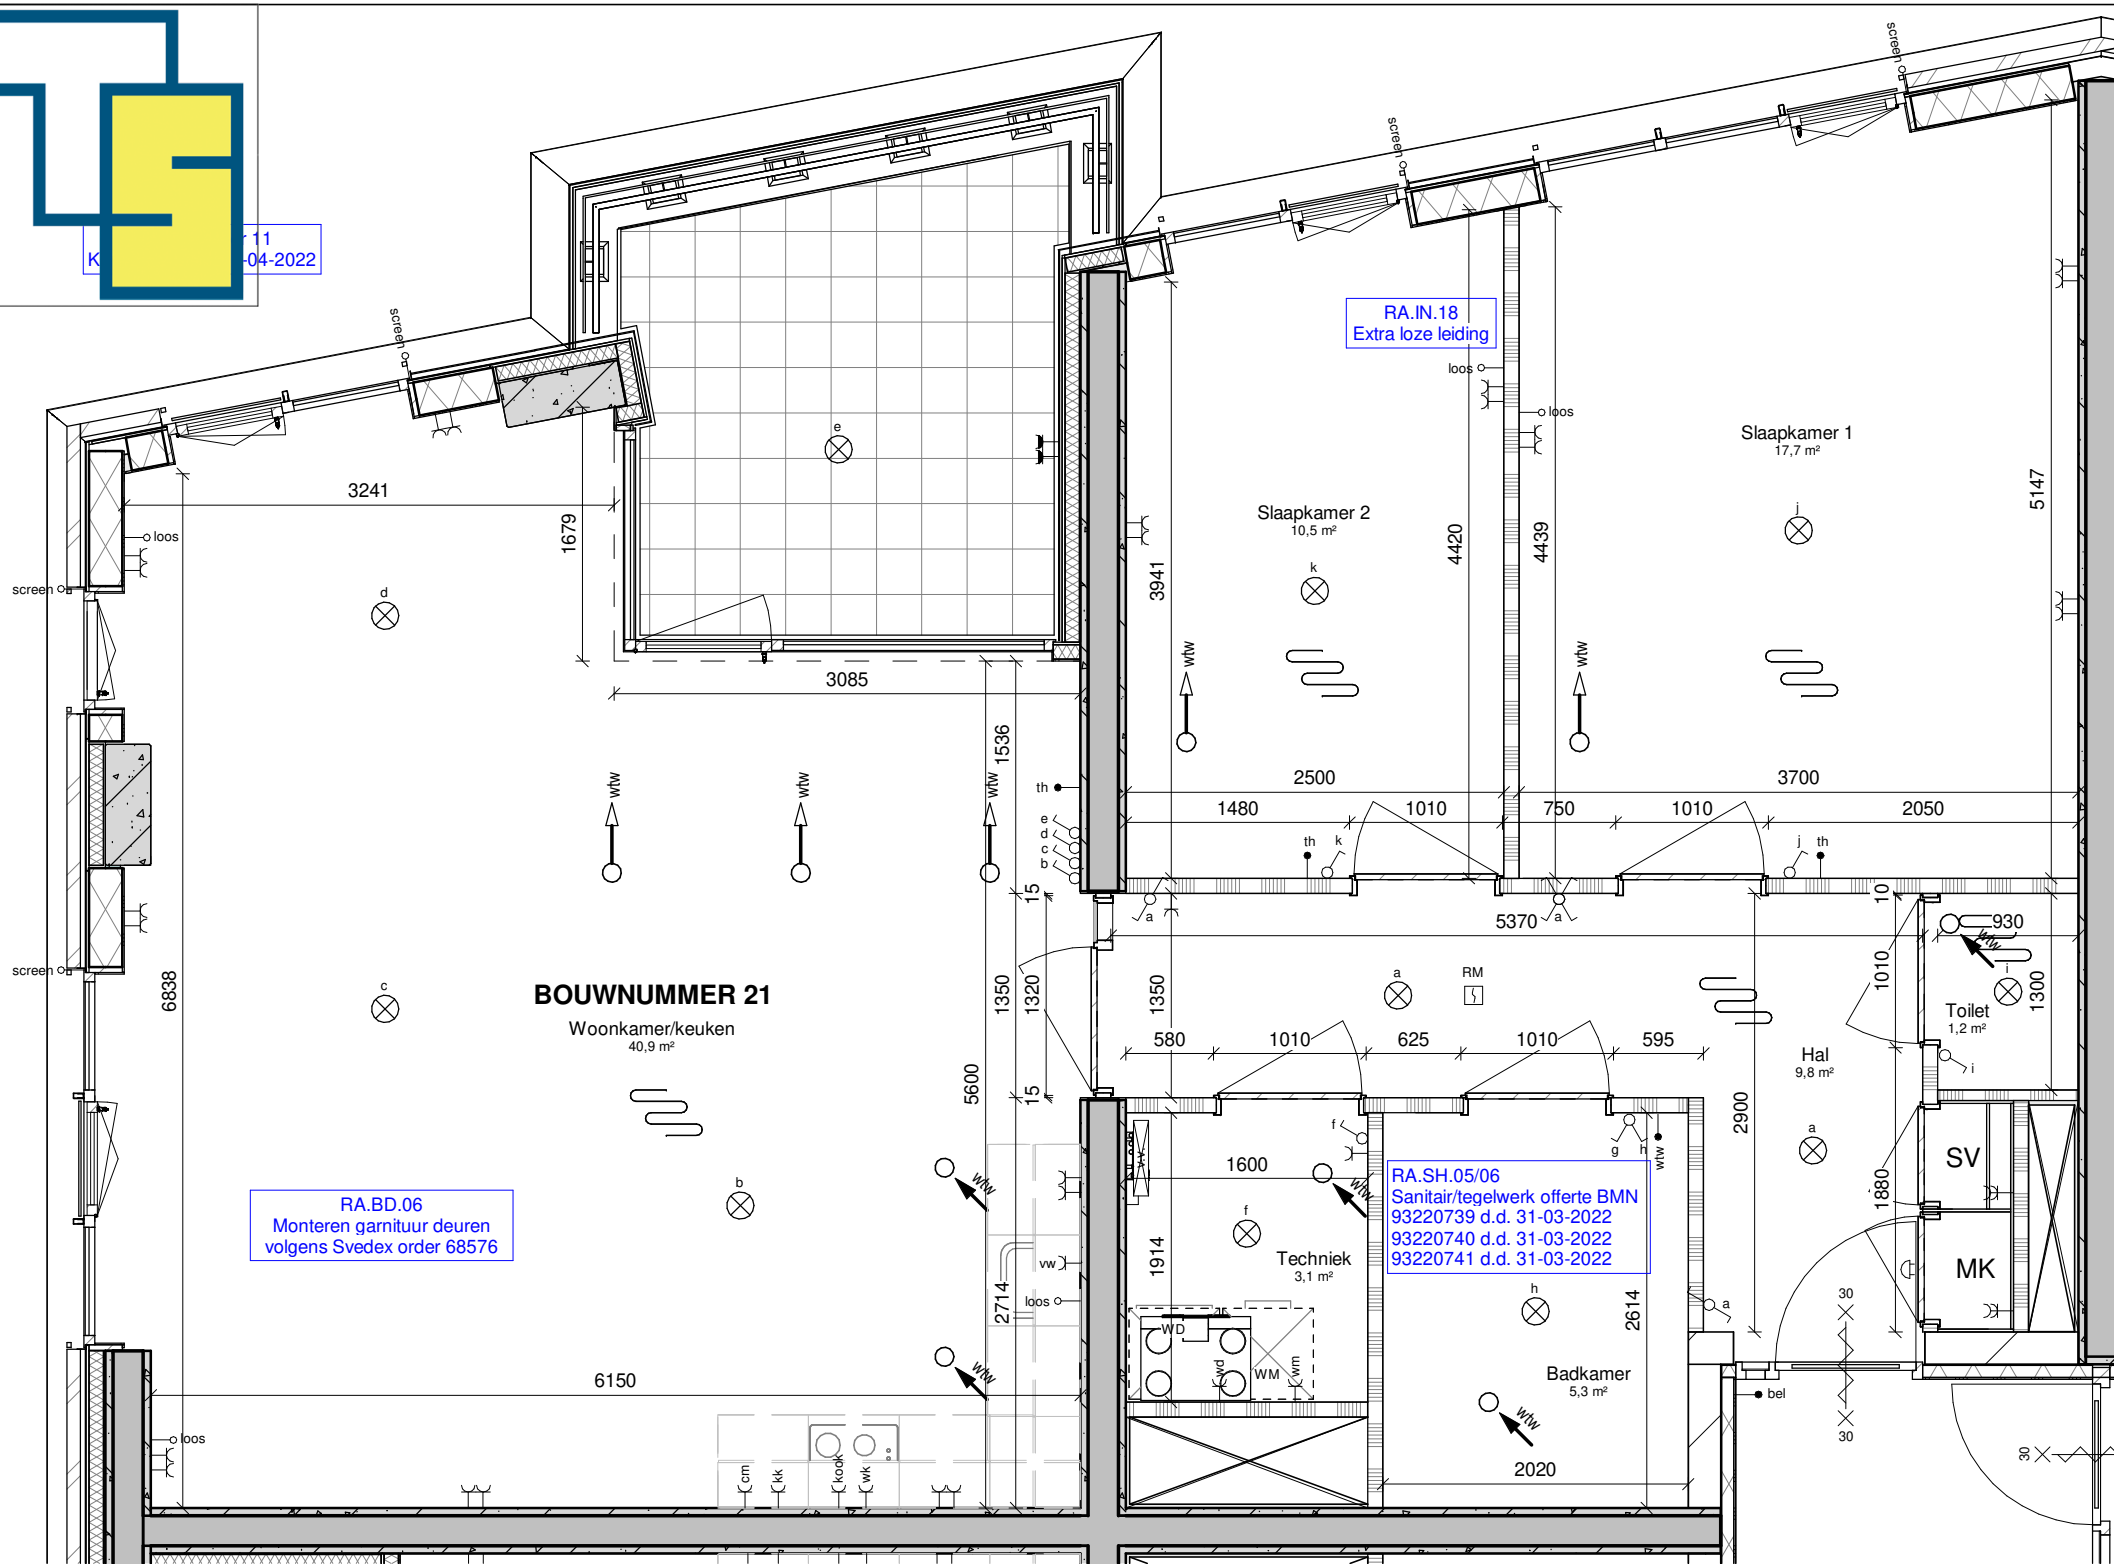 11
K -04-2022
screen
screen
screen
screen
screen
RA.IN.18
Extra loze leiding
loos
loos
loos
e
Slaapkamer 1
17,7 m²
j
Slaapkamer 2
10,5 m²
k
3241
1679
3085
4420
4439
5147
3941
d
wtw
wtw
wtw
wtw
wtw
1536
th
e
d
c
b
2500
3700
1480
1010
750
1010
2050
th
k
j
th
15
a
a
5370
10
930
wtw
i
6838
c
BOUWNUMMER 21
Woonkamer/keuken
40,9 m²
1350
1320
1350
a
RM
1010
1300
Toilet
1,2 m²
i
580
1010
625
1010
595
Hal
9,8 m²
5600
15
2900
a
f
g
h
wtw
v.v.
1600
wtw
wtw
b
RA.BD.06
Monteren garnituur deuren
volgens Svedex order 68576
RA.SH.05/06
Sanitair/tegelwerk offerte BMN
93220739 d.d. 31-03-2022
93220740 d.d. 31-03-2022
93220741 d.d. 31-03-2022
SV
1880
f
Techniek
3,1 m²
1914
vw
loos
2714
MK
h
2614
a
30
WD
wd
WM
wm
wtw
6150
Badkamer
5,3 m²
bel
wtw
30
30
loos
cm
kk
kook
wk
2020